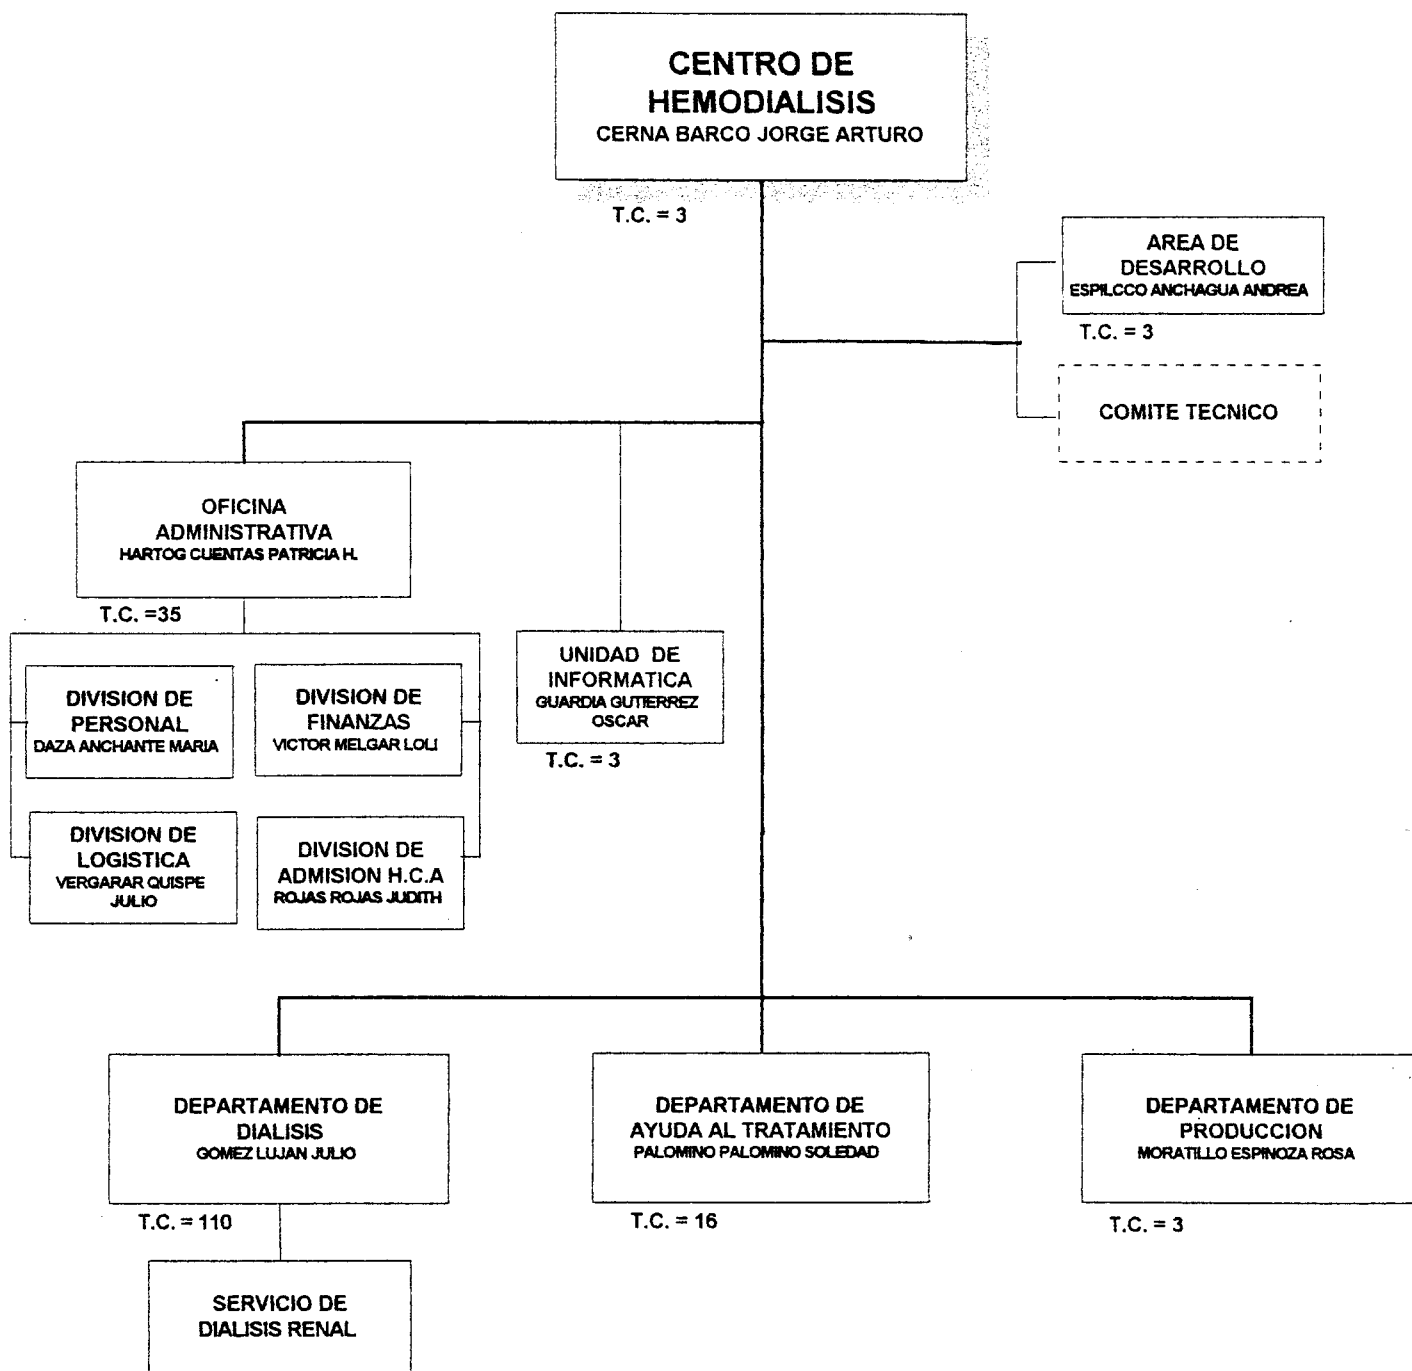 CENTRO DE
HEMODIALISIS
CERNA BARCO JORGE ARTURO
T.C. = 3
AREA DE
DESARROLLO
ESPILCCO ANCHAGUA ANDREA
T.C. = 3
COMITE TECNICO
OFICINA
ADMINISTRATIVA
HARTOG CUENTAS PATRICIA H.
T.C. =35
UNIDAD DE
INFORMATICA
GUARDIA GUTIERREZ
OSCAR
T.C. = 3
DIVISION DE
PERSONAL
DAZA ANCHANTE MARIA
DIVISION DE
FINANZAS
VICTOR MELGAR LOLI
DIVISION DE
LOGISTICA
VERGARAR QUISPE
JULIO
DIVISION DE
ADMISION H.C.A
ROJAS ROJAS JUDITH
DEPARTAMENTO DE
DIALISIS
GOMEZ LUJAN JULIO
T.C. = 110
DEPARTAMENTO DE
AYUDA AL TRATAMIENTO
PALOMINO PALOMINO SOLEDAD
T.C. = 16
DEPARTAMENTO DE
PRODUCCION
MORATILLO ESPINOZA ROSA
T.C. = 3
SERVICIO DE
DIALISIS RENAL